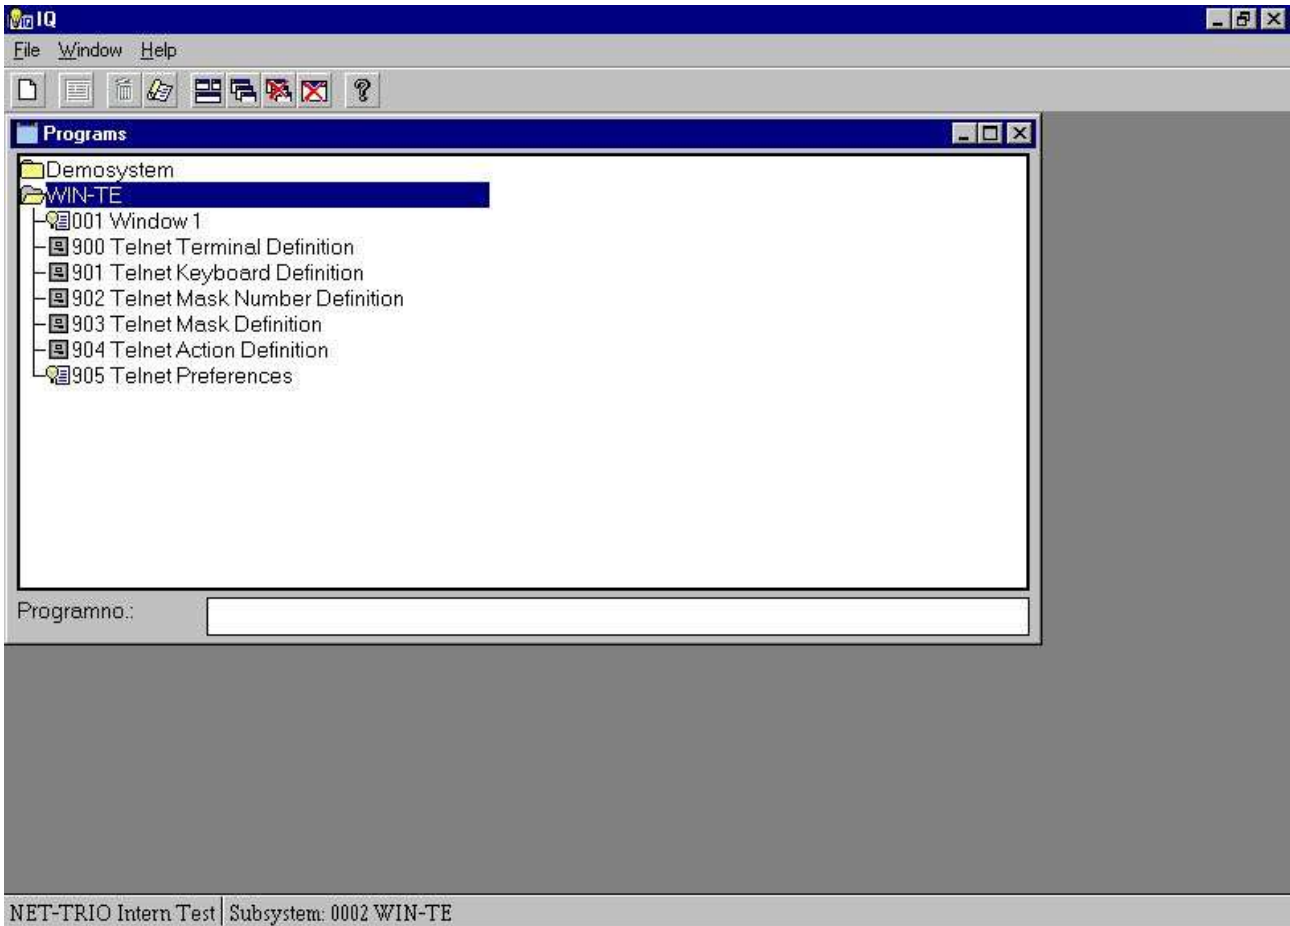 IQ
File Window Help
Programs
Demosystem
WIN-TE
001 Window 1
900 Telnet Terminal Definition
901 Telnet Keyboard Definition
902 Telnet Mask Number Definition
903 Telnet Mask Definition
904 Telnet Action Definition
905 Telnet Preferences
Programno.:
NET-TRIO Intern Test Subsystem: 0002 WIN-TE